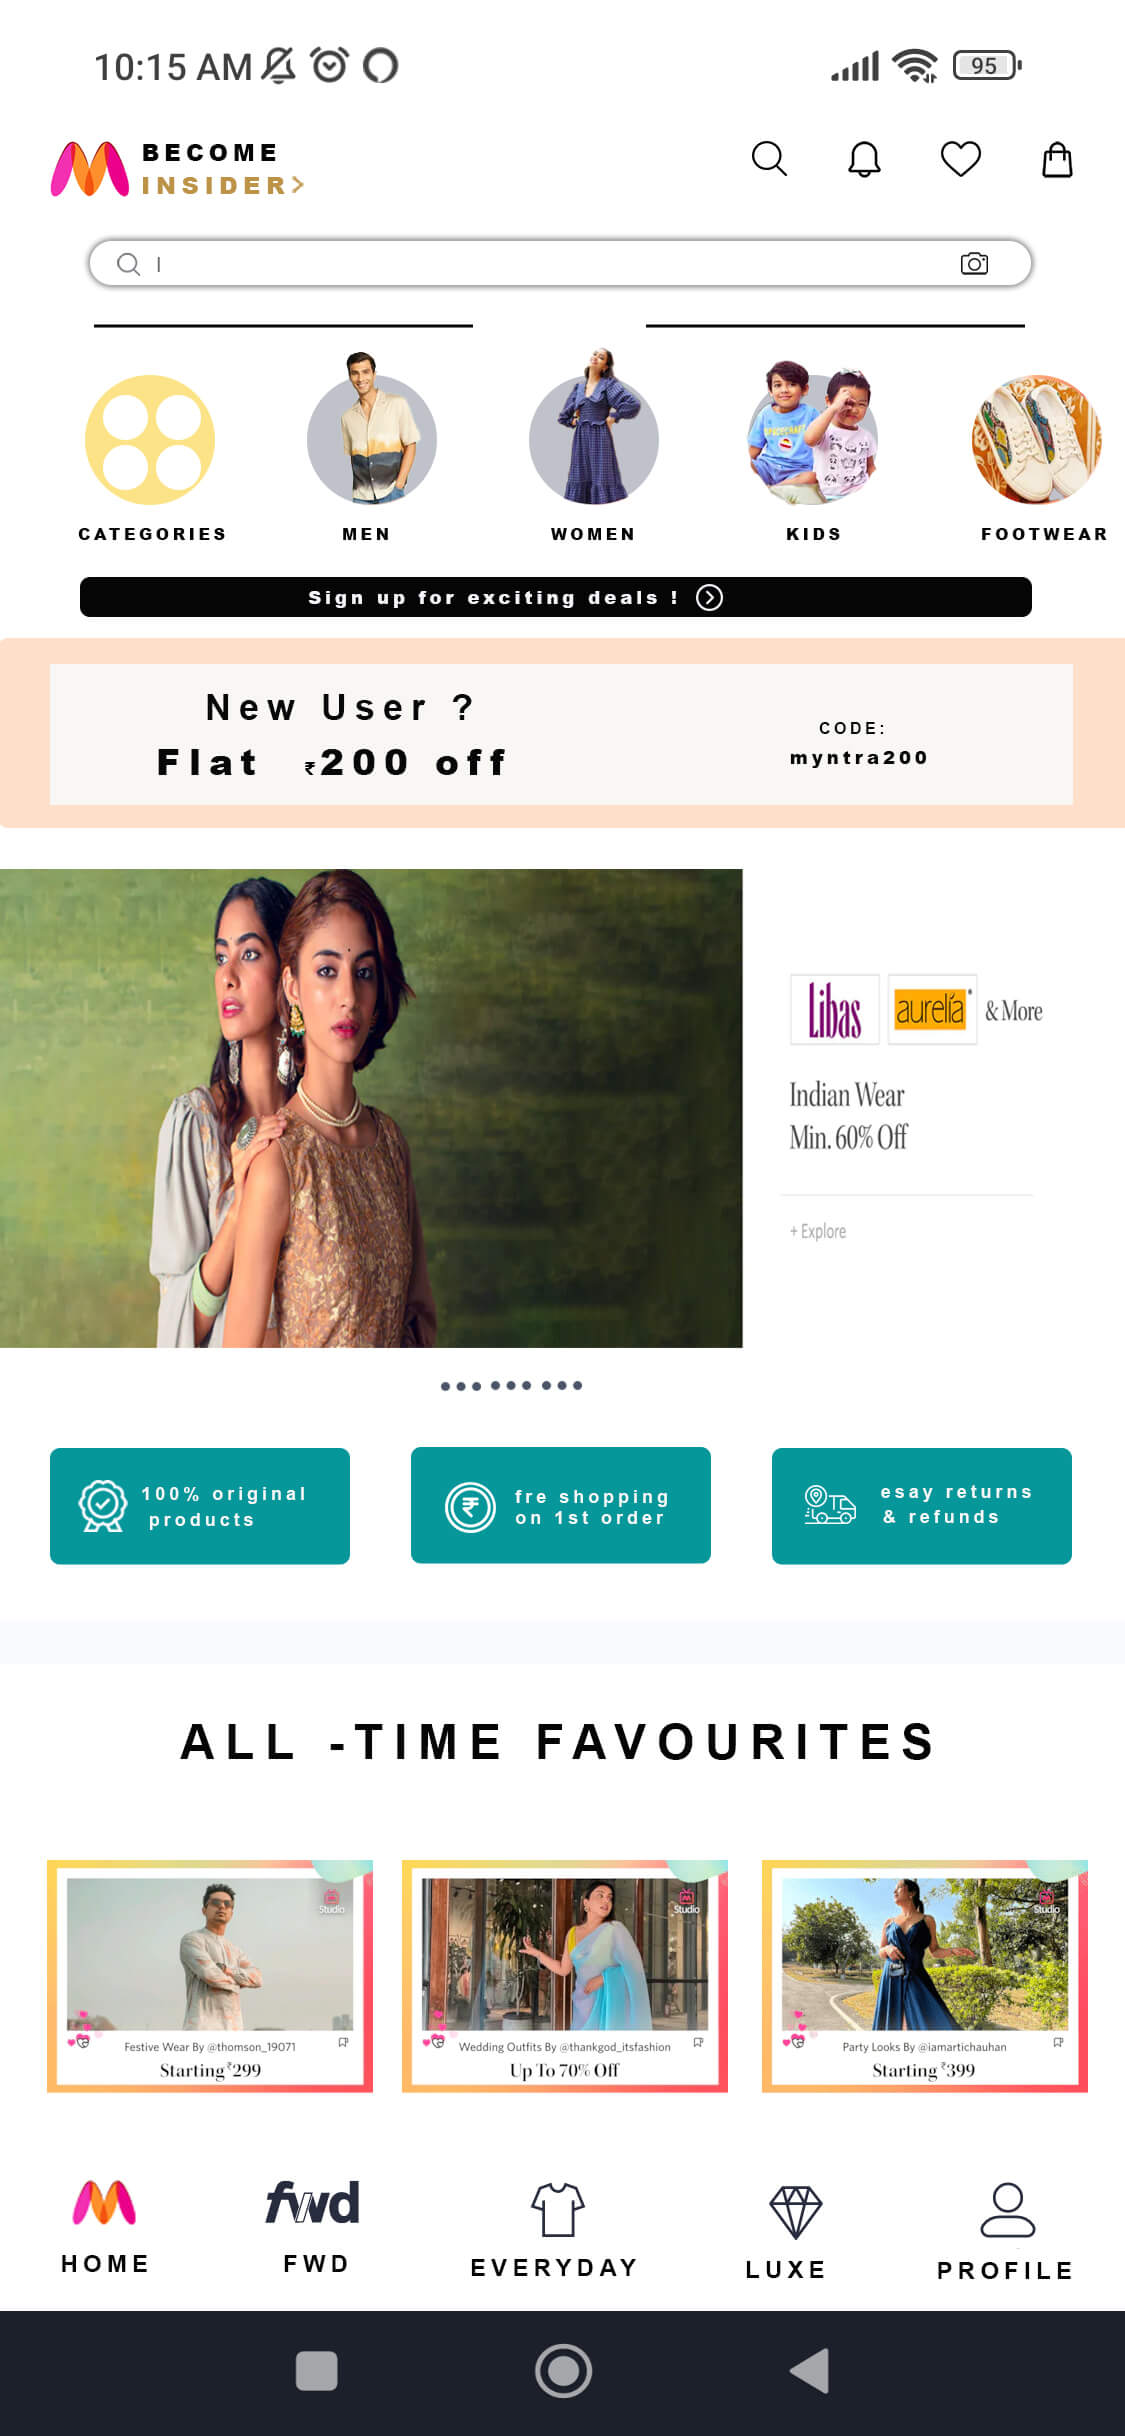 10:15 AM
95
BECOME
INSIDER>
CATEGORIES
MEN
WOMEN
KIDS
FOOTWEAR
Sign up for exciting deals !
New User ?
Flat ₹200 off
CODE:
myntra200
Libas
aurelia
& More
Indian Wear
Min. 60% Off
+ Explore
100% original
products
fre shopping
on 1st order
esay returns
& refunds
ALL -TIME FAVOURITES
Studio
Festive Wear By @thomson_19071
Starting ₹299
Studio
Wedding Outfits By @thankgod_itsfashion
Up To 70% Off
Studio
Party Looks By @iamartichauhan
Starting ₹399
fwd
HOME
FWD
EVERYDAY
LUXE
PROFILE